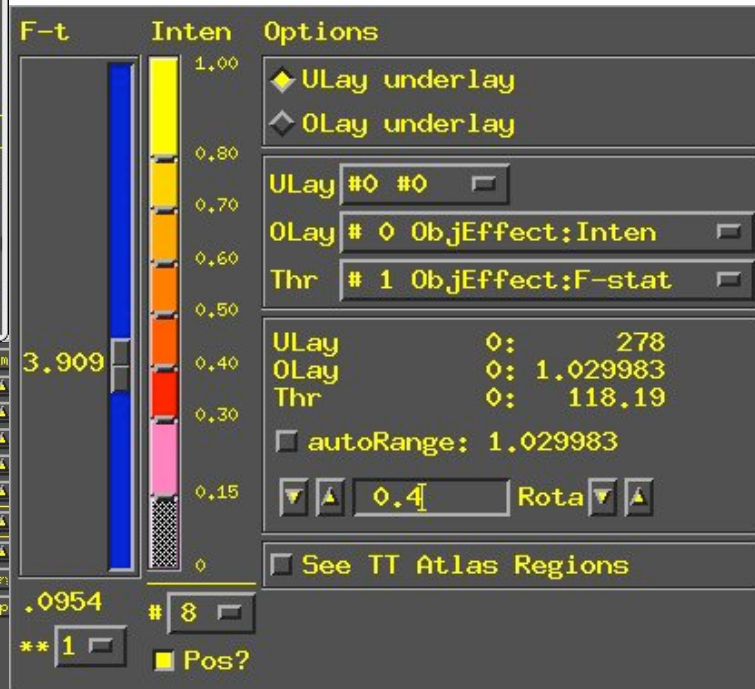 F-t Inten Options
1.00
ULay underlay
OLay underlay
0.80
ULay #0 #0
0.70
OLay # 0 ObjEffect:Inten
0.60
Thr # 1 ObjEffect:F-stat
0.50
ULay 0: 278
3.909 0.40 OLay 0: 1.029983
Thr 0: 118.19
0.30
autoRange: 1.029983
0.15 0.4 Rota
0
See TT Atlas Regions
.0954
# 8
** 1
Pos?